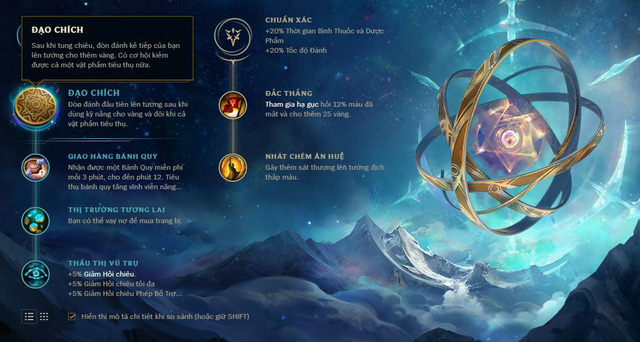 ĐẠO CHÍCH
Sau khi tung chiêu, đòn đánh kế tiếp của bạn
lên tướng cho thêm vàng. Có cơ hội kiếm
được cả một vật phẩm tiêu thụ nữa.
ĐẠO CHÍCH
Đòn đánh đầu tiên lên tướng sau khi
dùng kỹ năng cho vàng và đôi khi cả
vật phẩm tiêu thụ.
GIAO HÀNG BÁNH QUY
Nhận được một Bánh Quy miễn phí
mỗi 3 phút, cho đến phút 12. Tiêu
thụ bánh quy tăng vĩnh viễn năng...
THỊ TRƯỜNG TƯƠNG LAI
Bạn có thể vay nợ để mua trang bị.
THẤU THỊ VŨ TRỤ
+5% Giảm Hồi chiêu.
+5% Giảm Hồi chiêu tối đa
+5% Giảm Hồi chiêu Phép Bổ Trợ...
Hiển thị mô tả chi tiết khi so sánh (hoặc giữ SHIFT)
CHUẨN XÁC
+20% Thời gian Bình Thuốc và Dược
Phẩm
+20% Tốc độ Đánh
ĐẮC THẮNG
Tham gia hạ gục hồi 12% máu đã
mất và cho thêm 25 vàng.
NHÁT CHÉM ÂN HUỆ
Gây thêm sát thương lên tướng địch
thấp máu.